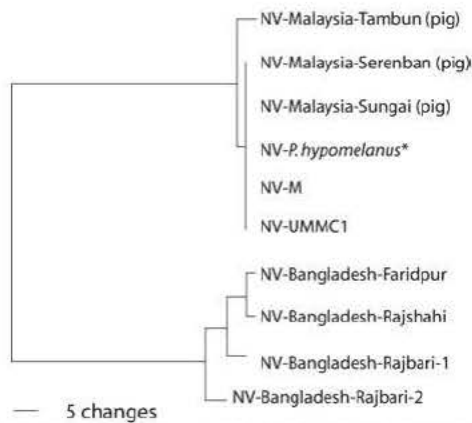 NV-Malaysia-Tambun (pig)
NV-Malaysia-Serenban (pig)
NV-Malaysia-Sungai (pig)
NV-P. hypomelanus*
NV-M
NV-UMMC1
NV-Bangladesh-Faridpur
NV-Bangladesh-Rajshahi
NV-Bangladesh-Rajbari-1
NV-Bangladesh-Rajbari-2
5 changes